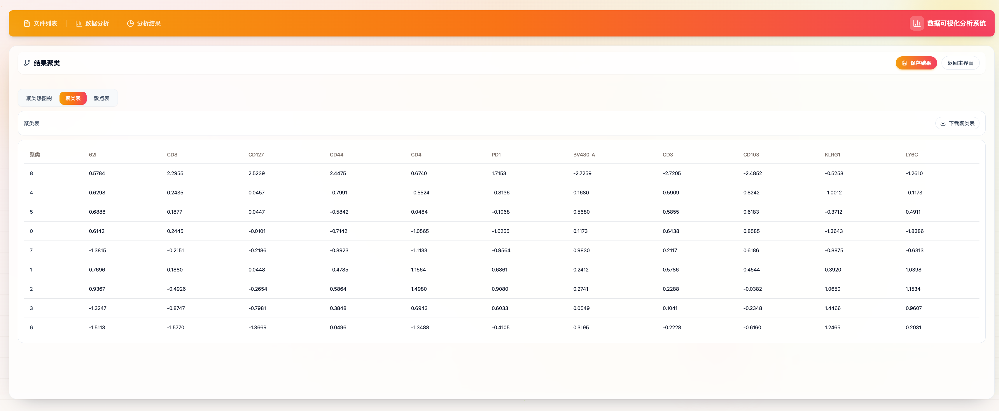 文件列表 数据分析 分析结果 数据可视化分析系统
结果聚类 保存结果 返回主界面
聚类热图树 聚类表 散点表
聚类表 下载聚类表
聚类 62l CD8 CD127 CD44 CD4 PD1 BV480-A CD3 CD103 KLRG1 LY6C
8 0.5784 2.2955 2.5239 2.4475 0.6740 1.7153 -2.7259 -2.7205 -2.4852 -0.5258 -1.2610
4 0.6298 0.2435 0.0457 -0.7991 -0.5524 -0.8136 0.1680 0.5909 0.8242 -1.0012 -0.1173
5 0.6888 0.1877 0.0447 -0.5842 0.0484 -0.1068 0.5680 0.5855 0.6183 -0.3712 0.4911
0 0.6142 0.2445 -0.0101 -0.7142 -1.0565 -1.6255 0.1173 0.6438 0.8585 -1.3643 -1.8386
7 -1.3815 -0.2151 -0.2186 -0.8923 -1.1133 -0.9564 0.9830 0.2117 0.6186 -0.8875 -0.6313
1 0.7696 0.1880 0.0448 -0.4785 1.1564 0.6861 0.2412 0.5786 0.4544 0.3920 1.0398
2 0.9367 -0.4926 -0.2654 0.5864 1.4980 0.9080 0.2741 0.2288 -0.0382 1.0650 1.1534
3 -1.3247 -0.8747 -0.7981 0.3848 0.6943 0.6033 0.0549 0.1041 -0.2348 1.4466 0.9607
6 -1.5113 -1.5770 -1.3669 0.0496 -1.3488 -0.4105 0.3195 -0.2228 -0.6160 1.2465 0.2031